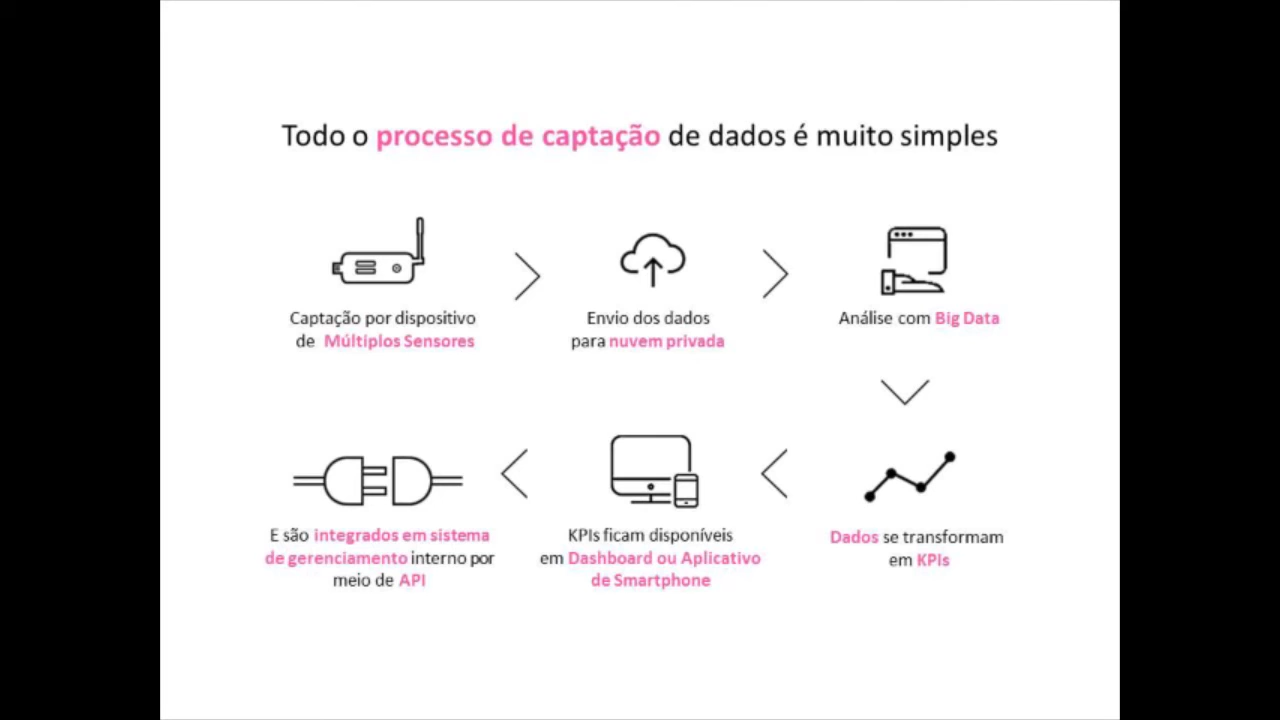 Todo o processo de captação de dados é muito simples
Captação por dispositivo
de Múltiplos Sensores
Envio dos dados
para nuvem privada
Análise com Big Data
Dados se transformam
em KPIs
KPIs ficam disponíveis
em Dashboard ou Aplicativo
de Smartphone
E são integrados em sistema
de gerenciamento interno por
meio de API